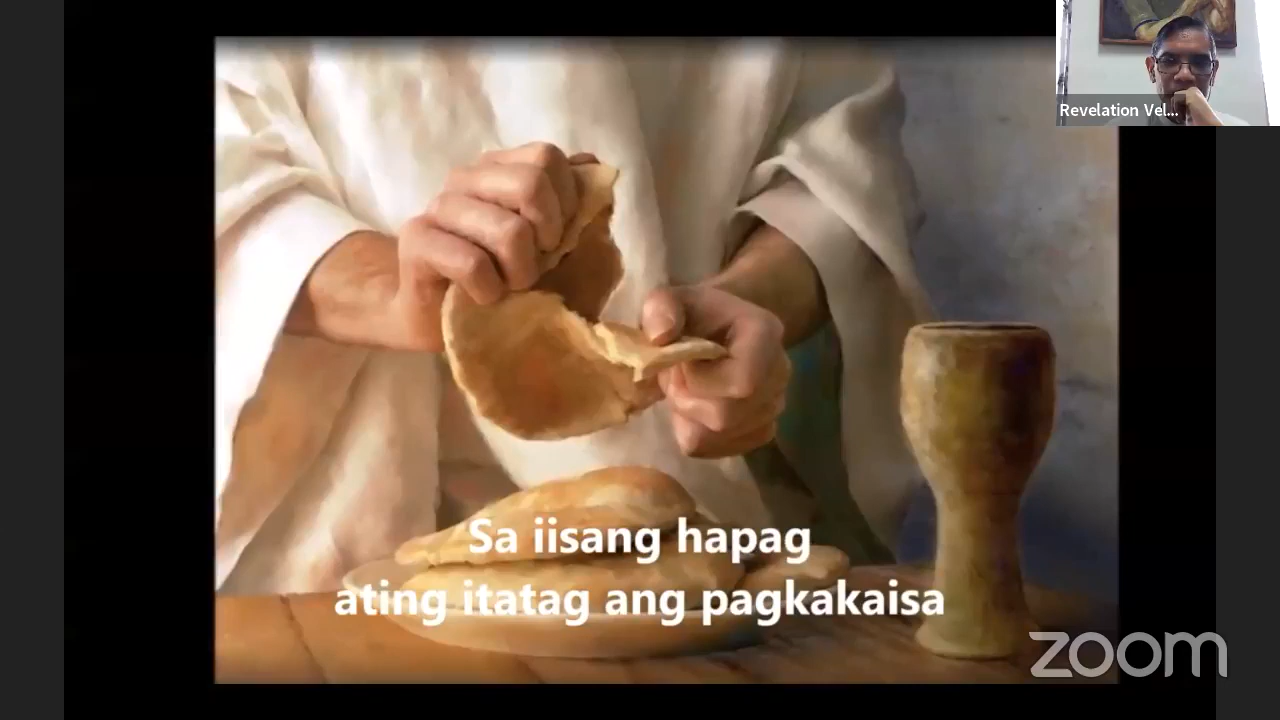 Revelation Vel...
Sa iisang hapag
ating itatag ang pagkakaisa
zoom